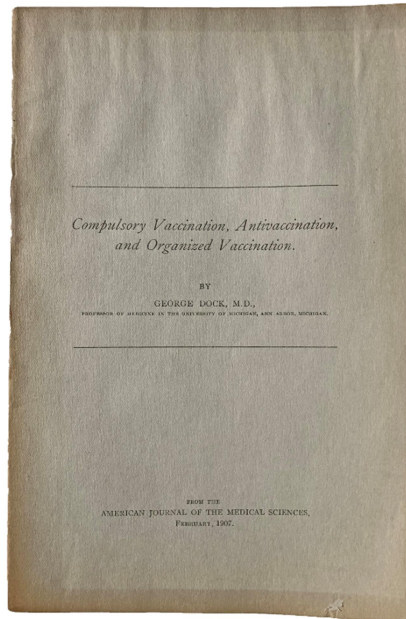 Compulsory Vaccination, Antivaccination,
and Organized Vaccination.
BY
GEORGE DOCK, M.D.,
PROFESSOR OF MEDICINE IN THE UNIVERSITY OF MICHIGAN, ANN ARBOR, MICHIGAN.
FROM THE
AMERICAN JOURNAL OF THE MEDICAL SCIENCES,
FEBRUARY, 1907.